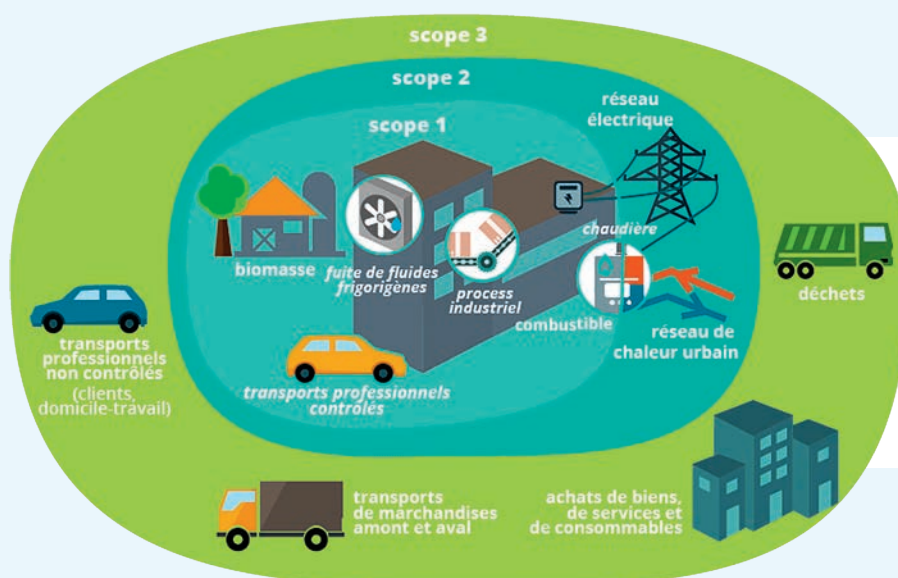 scope 3
scope 2
scope 1
réseau
électrique
biomasse
fuite de fluides
frigorigènes
process
industriel
chaudière
combustible
réseau de
chaleur urbain
déchets
transports
professionnels
non contrôlés
(clients,
domicile-travail)
transports professionnels
contrôlés
transports
de marchandises
amont et aval
achats de biens,
de services et
de consommables